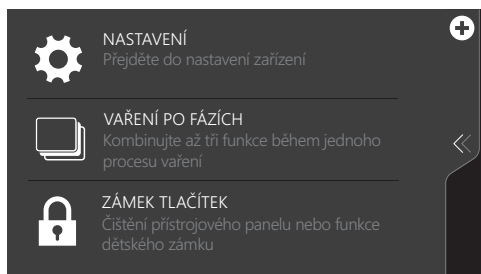 NASTAVENÍ
Přejděte do nastavení zařízení
VAŘENÍ PO FÁZÍCH
Kombinujte až tři funkce během jednoho
procesu vaření
ZÁMEK TLAČÍTEK
Čištění přístrojového panelu nebo funkce
dětského zámku